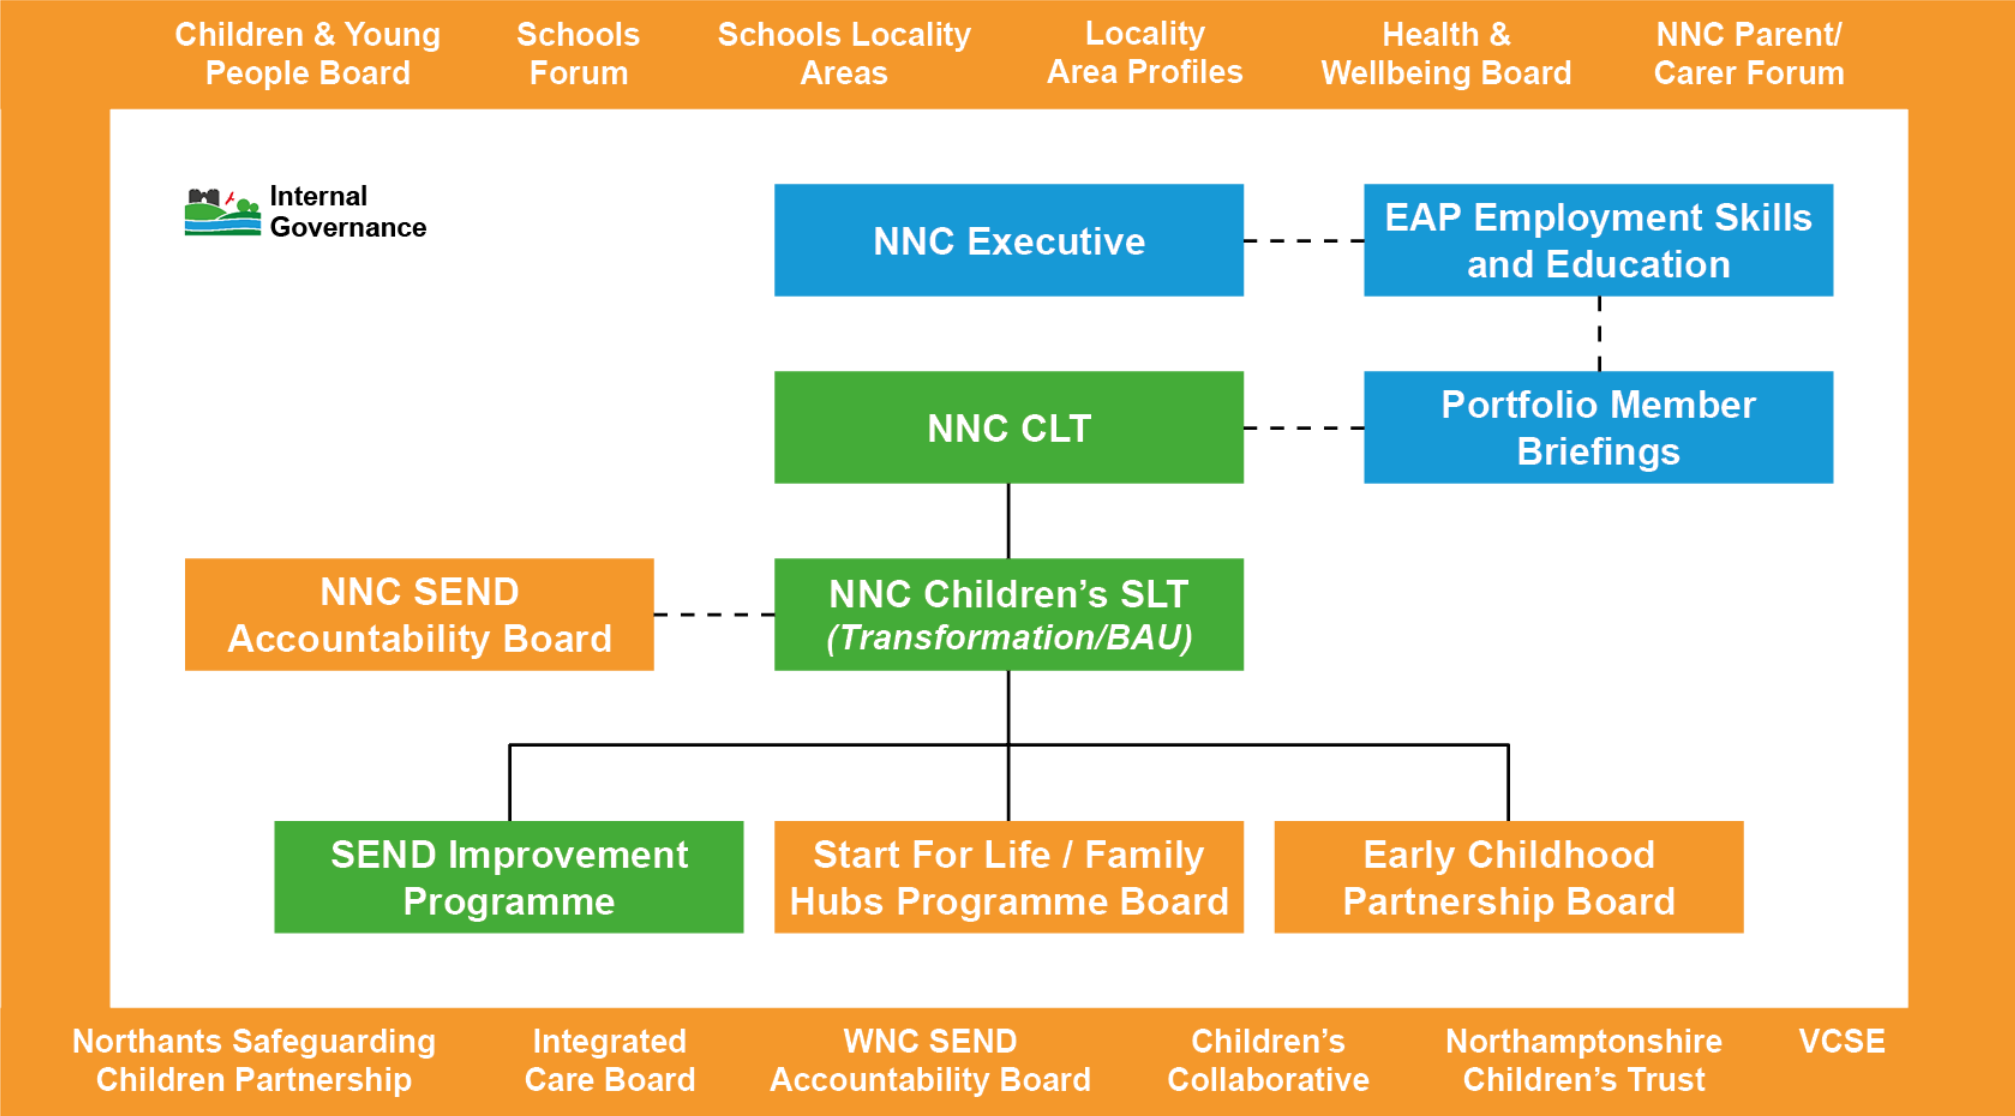 Children & Young
People Board
Schools
Forum
Schools Locality
Areas
Locality
Area Profiles
Health &
Wellbeing Board
NNC Parent/
Carer Forum
Internal
Governance
NNC Executive
EAP Employment Skills
and Education
NNC CLT
Portfolio Member
Briefings
NNC SEND
Accountability Board
NNC Children’s SLT
(Transformation/BAU)
SEND Improvement
Programme
Start For Life / Family
Hubs Programme Board
Early Childhood
Partnership Board
Northants Safeguarding
Children Partnership
Integrated
Care Board
WNC SEND
Accountability Board
Children’s
Collaborative
Northamptonshire
Children’s Trust
VCSE